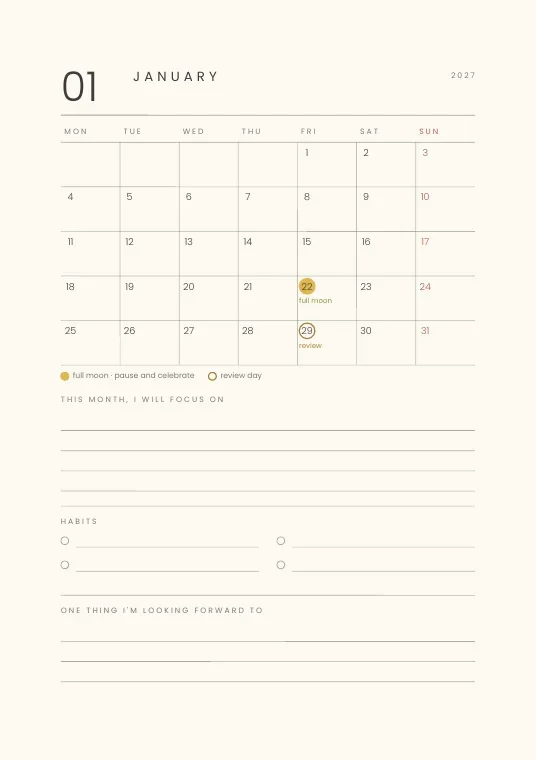 01 JANUARY 2027
MON TUE WED THU FRI SAT SUN
1 2 3
4 5 6 7 8 9 10
11 12 13 14 15 16 17
18 19 20 21 22 23 24
full moon
25 26 27 28 29 30 31
review
full moon · pause and celebrate review day
THIS MONTH, I WILL FOCUS ON
HABITS
ONE THING I'M LOOKING FORWARD TO